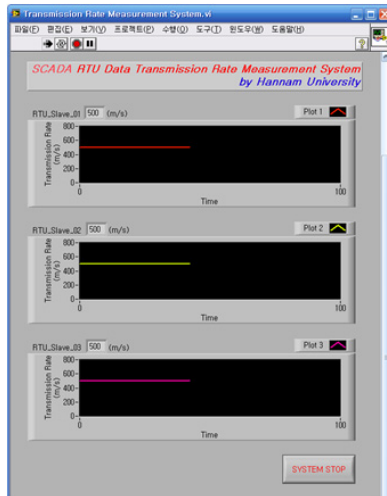 Transmission Rate Measurement System.vi
파일(F) 편집(E) 보기(V) 프로젝트(P) 수행(O) 도구(T) 윈도우(W) 도움말(H)
SCADA RTU Data Transmission Rate Measurement System
by Hannam University
RTU_Slave_01 500 (m/s) Plot 1
Transmission Rate
(m/s)
800
600
400
200
0
0 100
Time
RTU_Slave_02 500 (m/s) Plot 2
Transmission Rate
(m/s)
800
600
400
200
0
0 100
Time
RTU_Slave_03 500 (m/s) Plot 3
Transmission Rate
(m/s)
800
600
400
200
0
0 100
Time
SYSTEM STOP